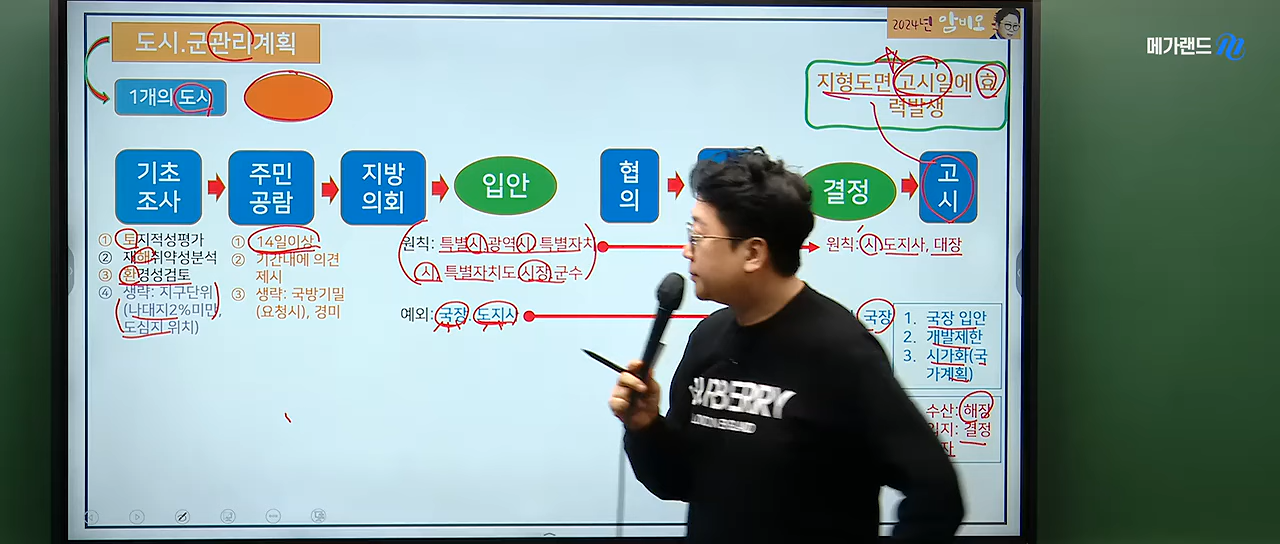 도시.군관리계획
2024년 암비오
메가랜드
1개의 도시
지형도면 고시일에 효
력발생
기초
조사
주민
공람
지방
의회
입안
협
의
결정
고
시
① 토지적성평가
② 재해취약성분석
③ 환경성검토
④ 생략: 지구단위
(나대지2%미만,
도심지 위치)
① 14일이상
② 기간내에 의견
제시
③ 생략: 국방기밀
(요청시), 경미
원칙: 특별시 광역시 특별자치
시, 특별자치도 시장 군수
예외: 국장. 도지사
원칙: 시도지사, 대장
국장
1. 국장 입안
2. 개발제한
3. 시가화(국
가계획)
수산: 해장
결정
BERRY
LONDON ENGLAND